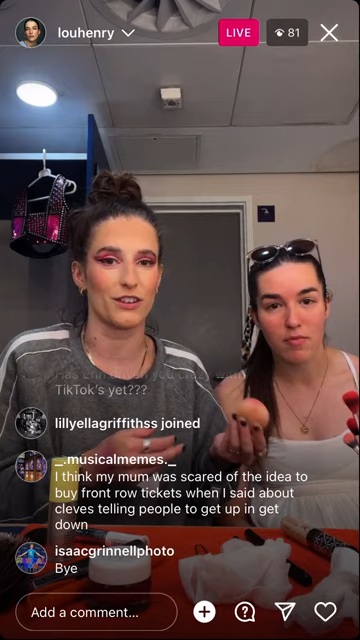 louhenry
LIVE
81
TikTok's yet???
lillyellagriffithss joined
_.musicalmemes._
I think my mum was scared of the idea to
buy front row tickets when I said about
cleves telling people to get up in get
down
isaacgrinnellphoto
Bye
Add a comment...